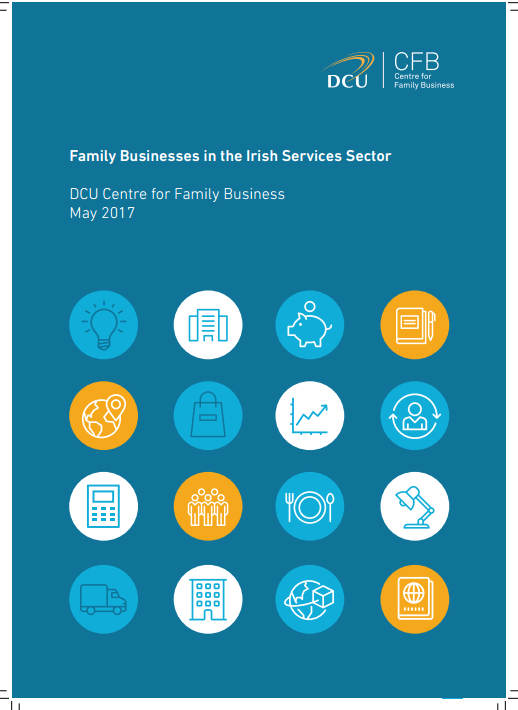 DCU
CFB
Centre for
Family Business
Family Businesses in the Irish Services Sector
DCU Centre for Family Business
May 2017